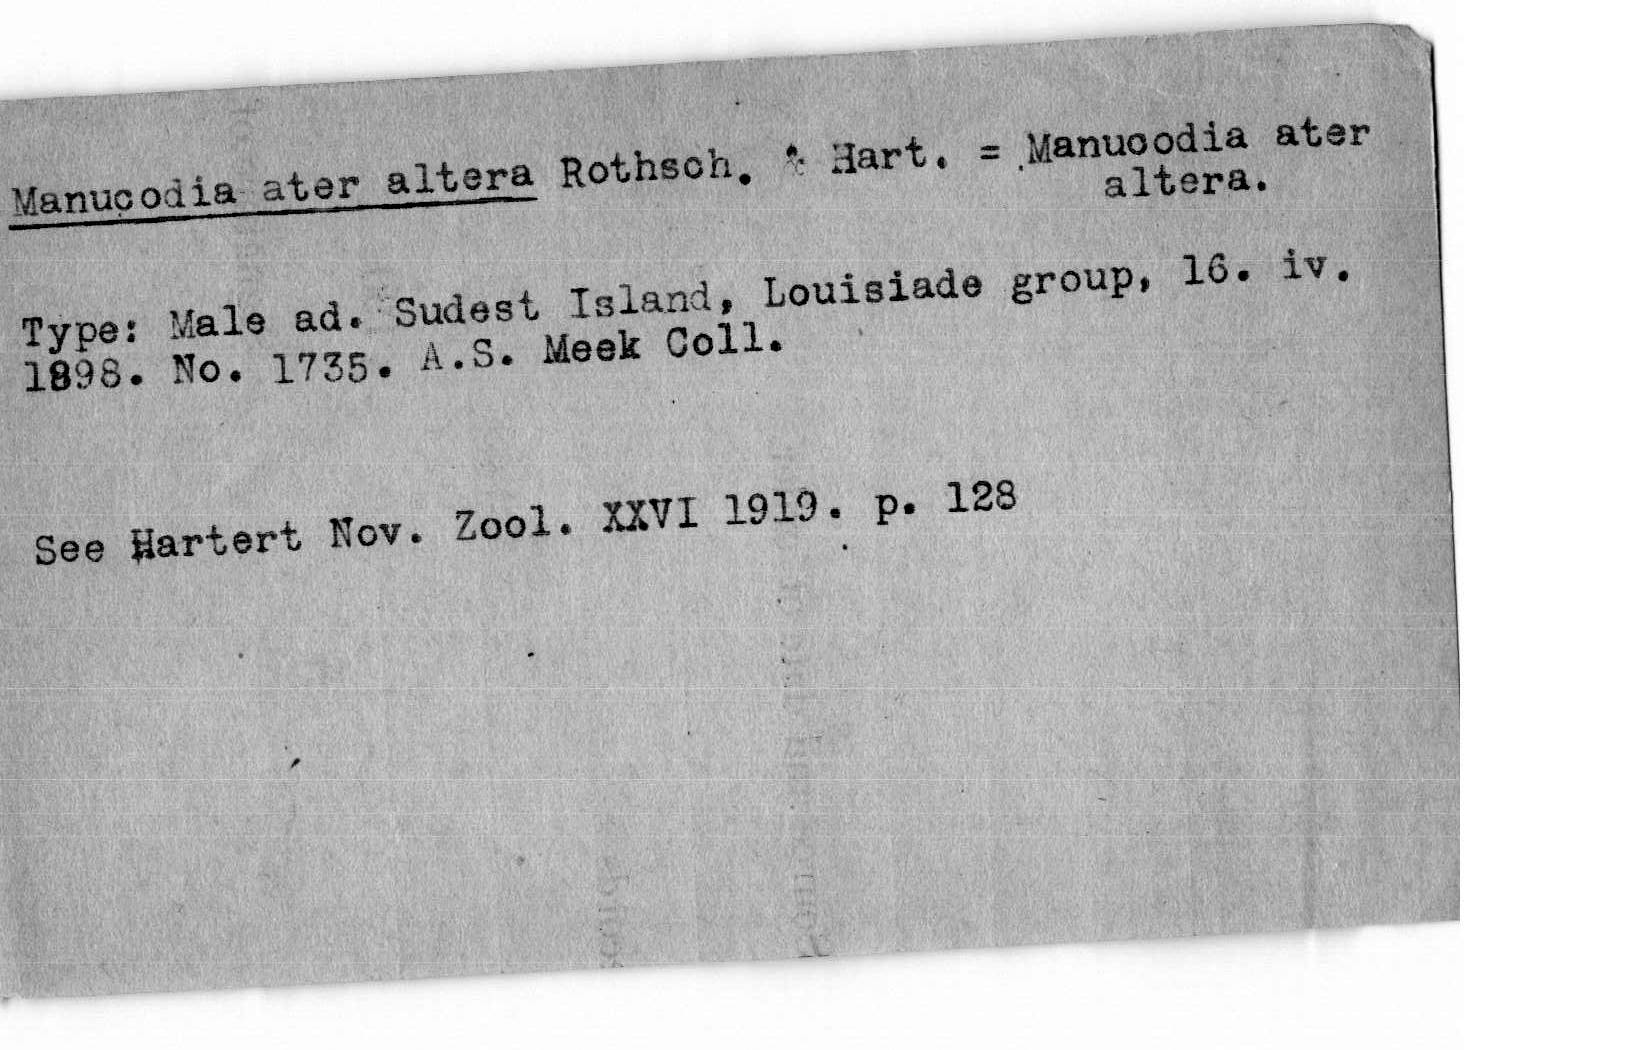 Manucodia ater altera Rothsch. & Hart. = Manucodia ater
altera.
Type: Male ad. Sudest Island, Louisiade group, 16. iv.
1898. No. 1735. A.S. Meek Coll.
See Hartert Nov. Zool. XXVI 1919. p. 128